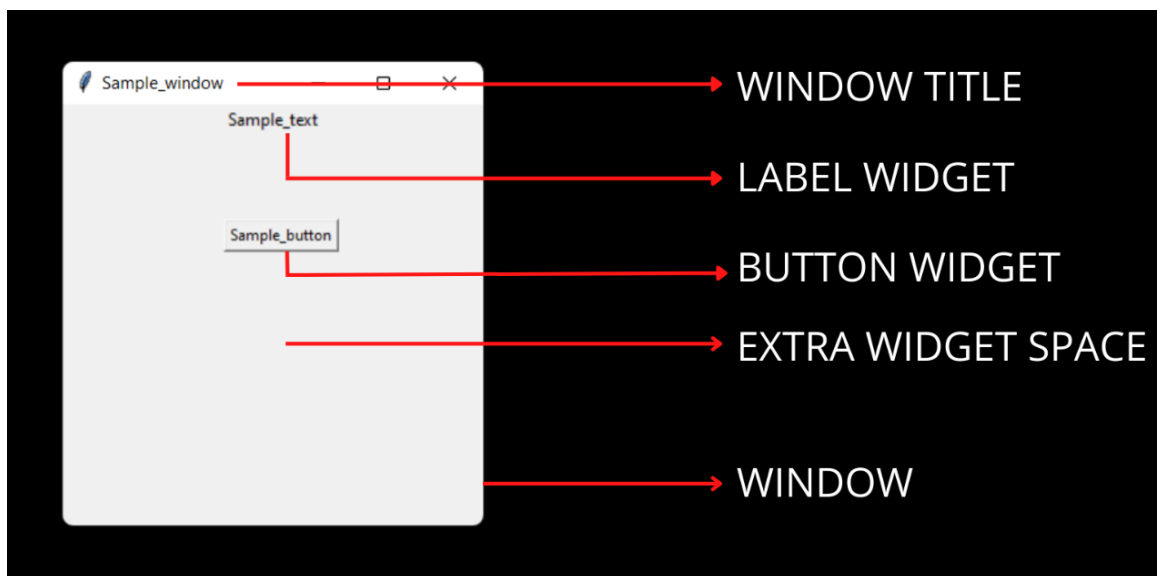 Sample_window
WINDOW TITLE
Sample_text
LABEL WIDGET
Sample_button
BUTTON WIDGET
EXTRA WIDGET SPACE
WINDOW